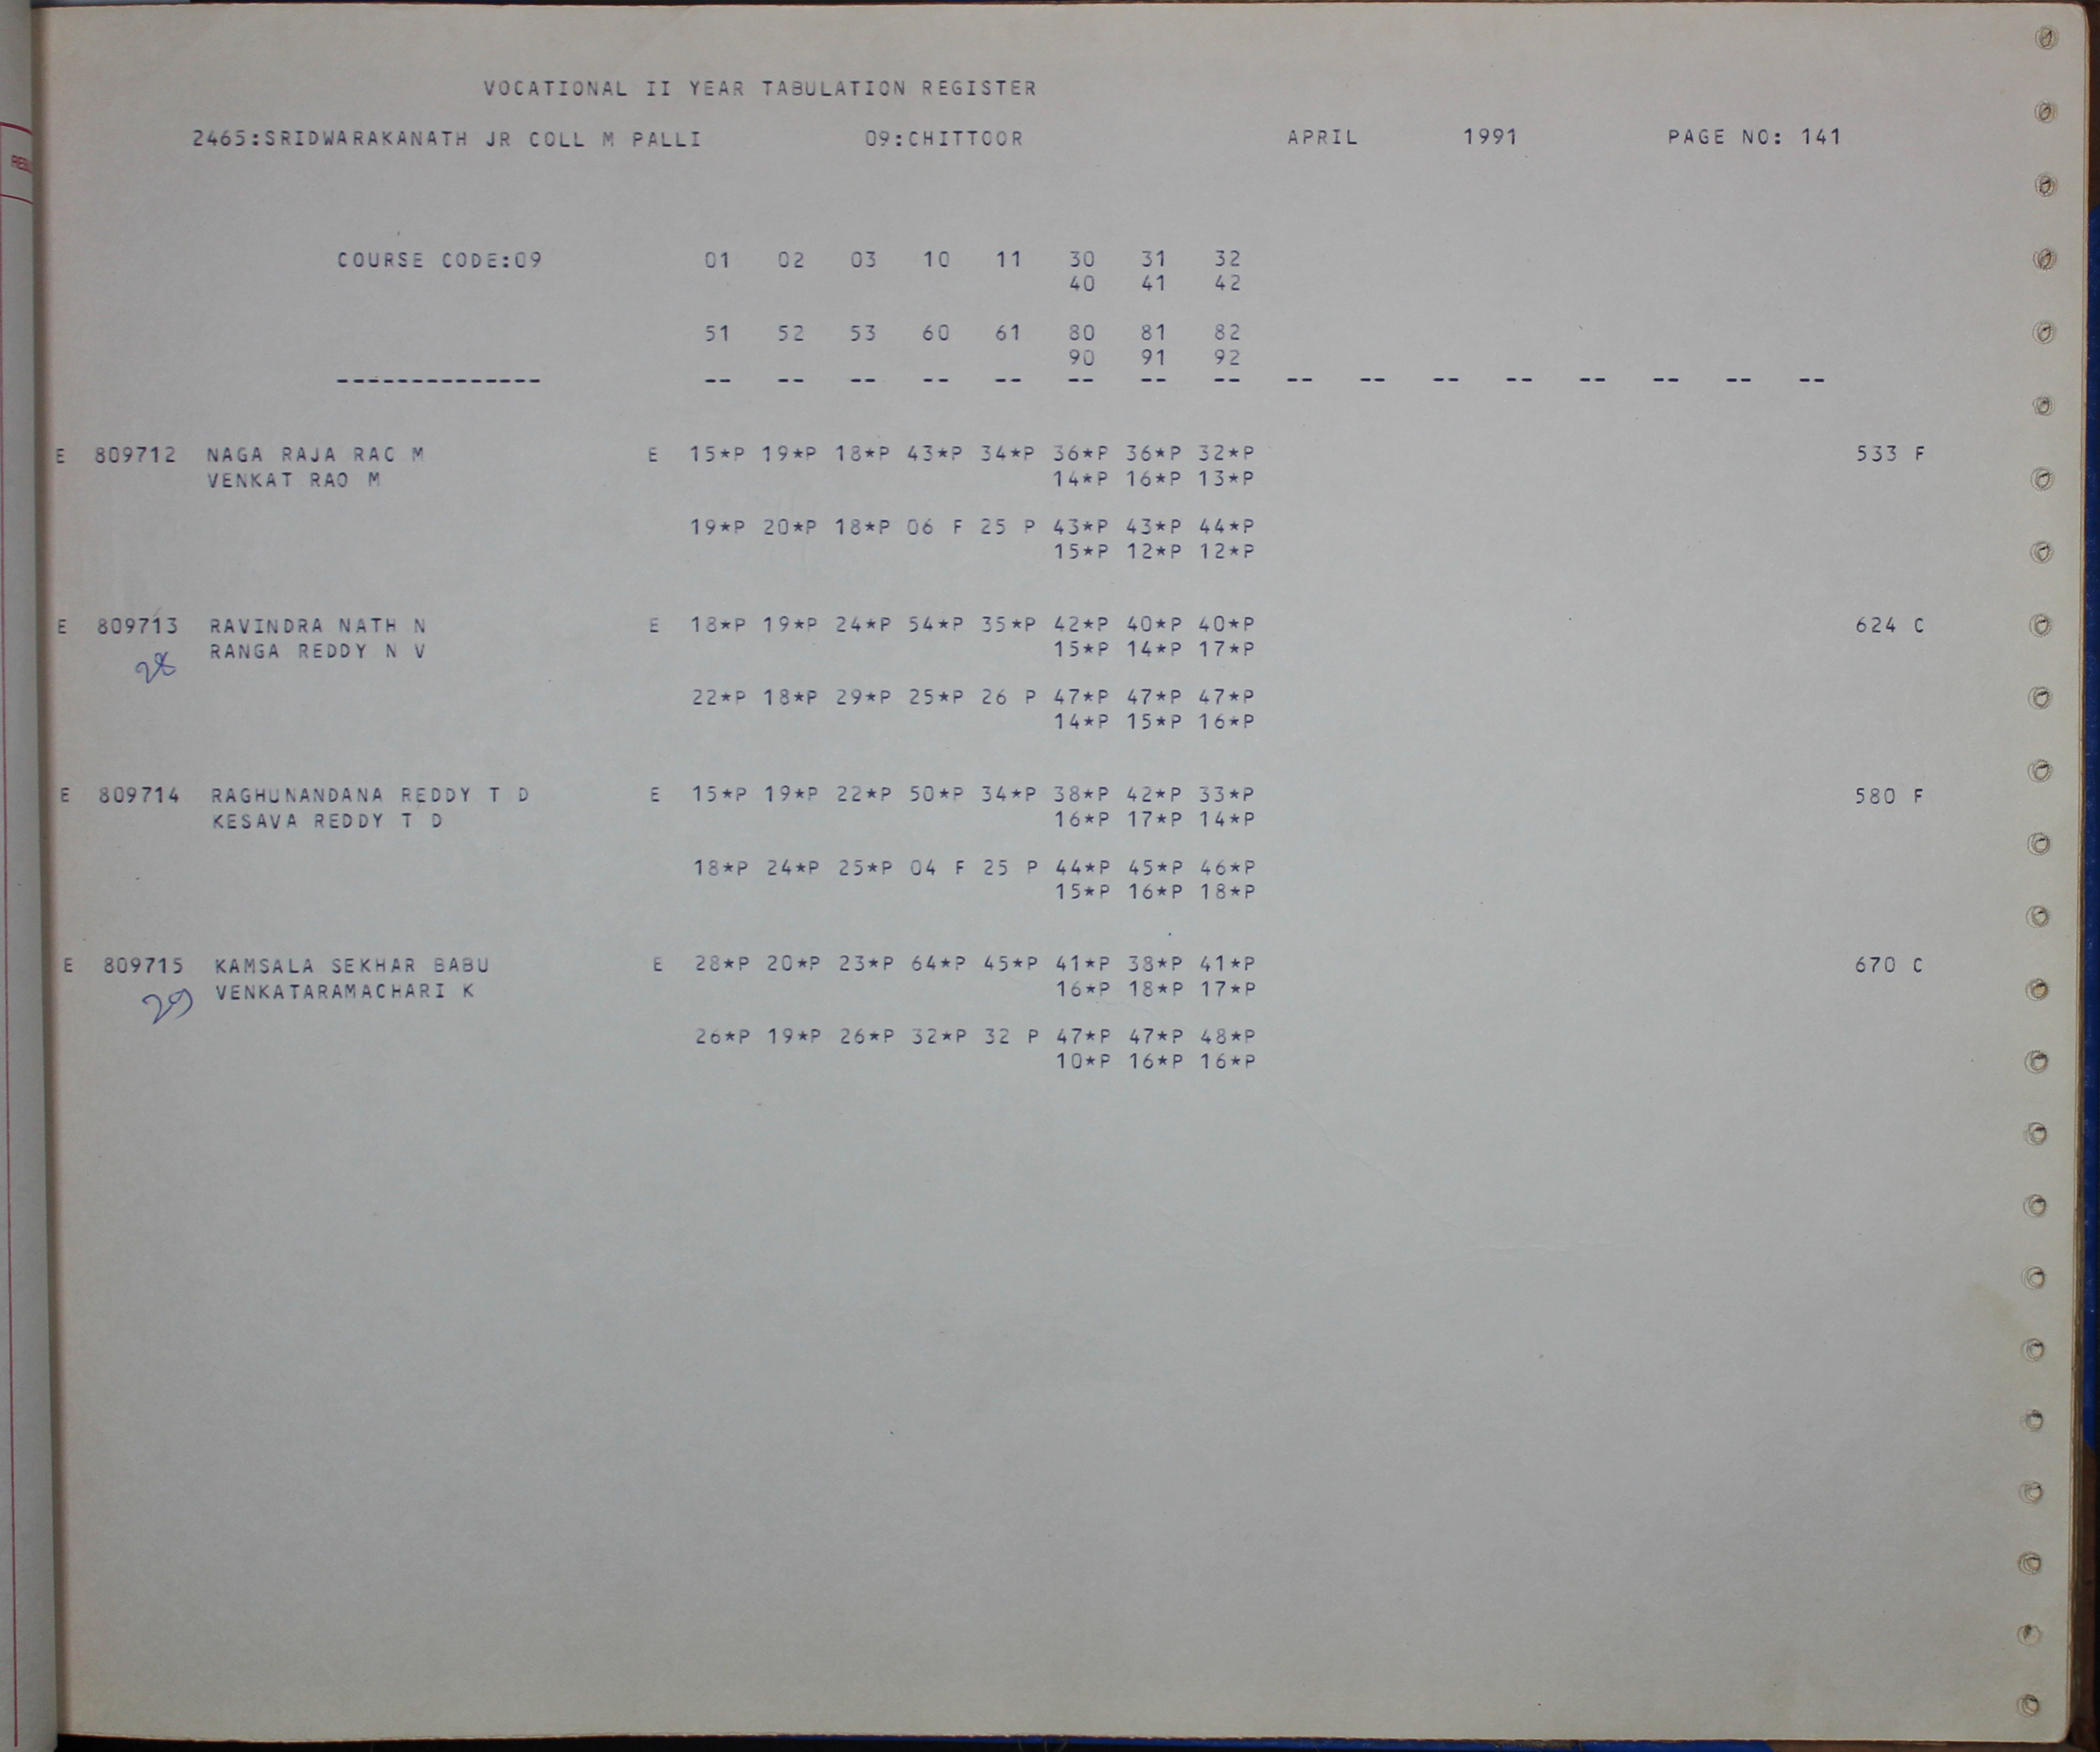 VOCATIONAL II YEAR TABULATION REGISTER
2465:SRIDWARAKANATH JR COLL M PALLI 09:CHITTOOR APRIL 1991 PAGE NO: 141
COURSE CODE:09 01 02 03 10 11 30 31 32
40 41 42
51 52 53 60 61 80 81 82
90 91 92
-------------- -- -- -- -- -- -- -- -- -- -- -- -- -- -- -- --
E 809712 NAGA RAJA RAO M E 15*P 19*P 18*P 43*P 34*P 36*P 36*P 32*P 533 F
VENKAT RAO M 14*P 16*P 13*P
19*P 20*P 18*P 06 F 25 P 43*P 43*P 44*P
15*P 12*P 12*P
E 809713 RAVINDRA NATH N E 18*P 19*P 24*P 54*P 35*P 42*P 40*P 40*P 624 C
28 RANGA REDDY N V 15*P 14*P 17*P
22*P 18*P 29*P 25*P 26 P 47*P 47*P 47*P
14*P 15*P 16*P
E 809714 RAGHUNANDANA REDDY T D E 15*P 19*P 22*P 50*P 34*P 38*P 42*P 33*P 580 F
KESAVA REDDY T D 16*P 17*P 14*P
18*P 24*P 25*P 04 F 25 P 44*P 45*P 46*P
15*P 16*P 18*P
E 809715 KAMSALA SEKHAR BABU E 28*P 20*P 23*P 64*P 45*P 41*P 38*P 41*P 670 C
29 VENKATARAMACHARI K 16*P 18*P 17*P
26*P 19*P 26*P 32*P 32 P 47*P 47*P 48*P
10*P 16*P 16*P